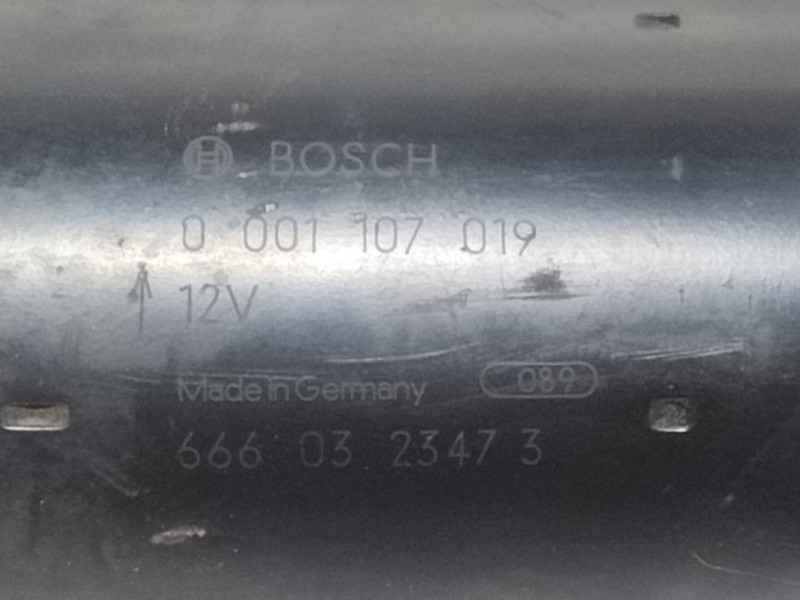 BOSCH
0 001 107 019
12V
Made in Germany 089
666 03 2347 3